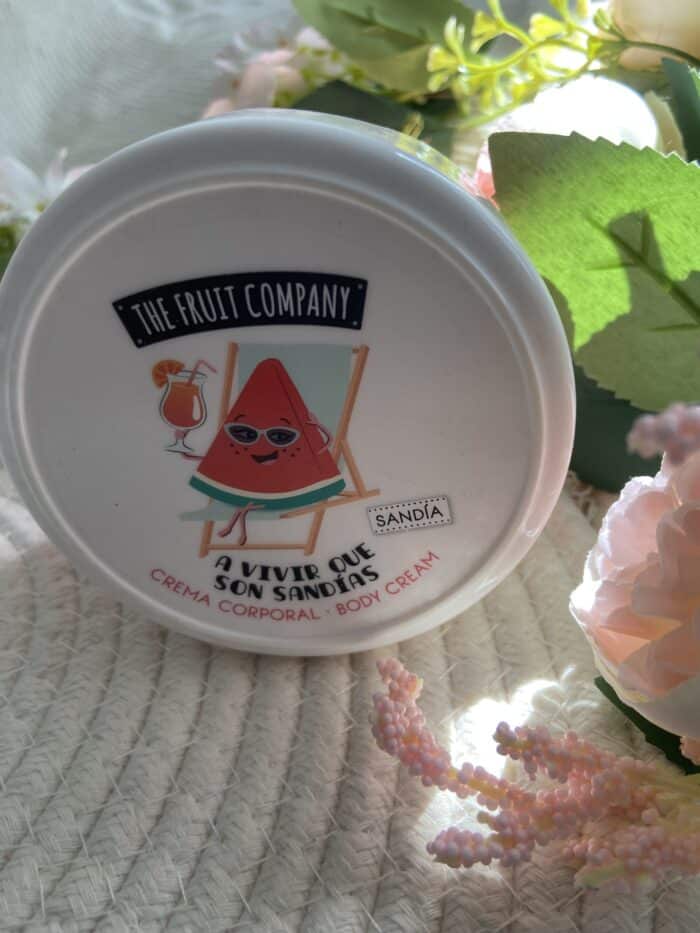 THE FRUIT COMPANY
SANDÍA
A VIVIR QUE
SON SANDÍAS
CREMA CORPORAL · BODY CREAM